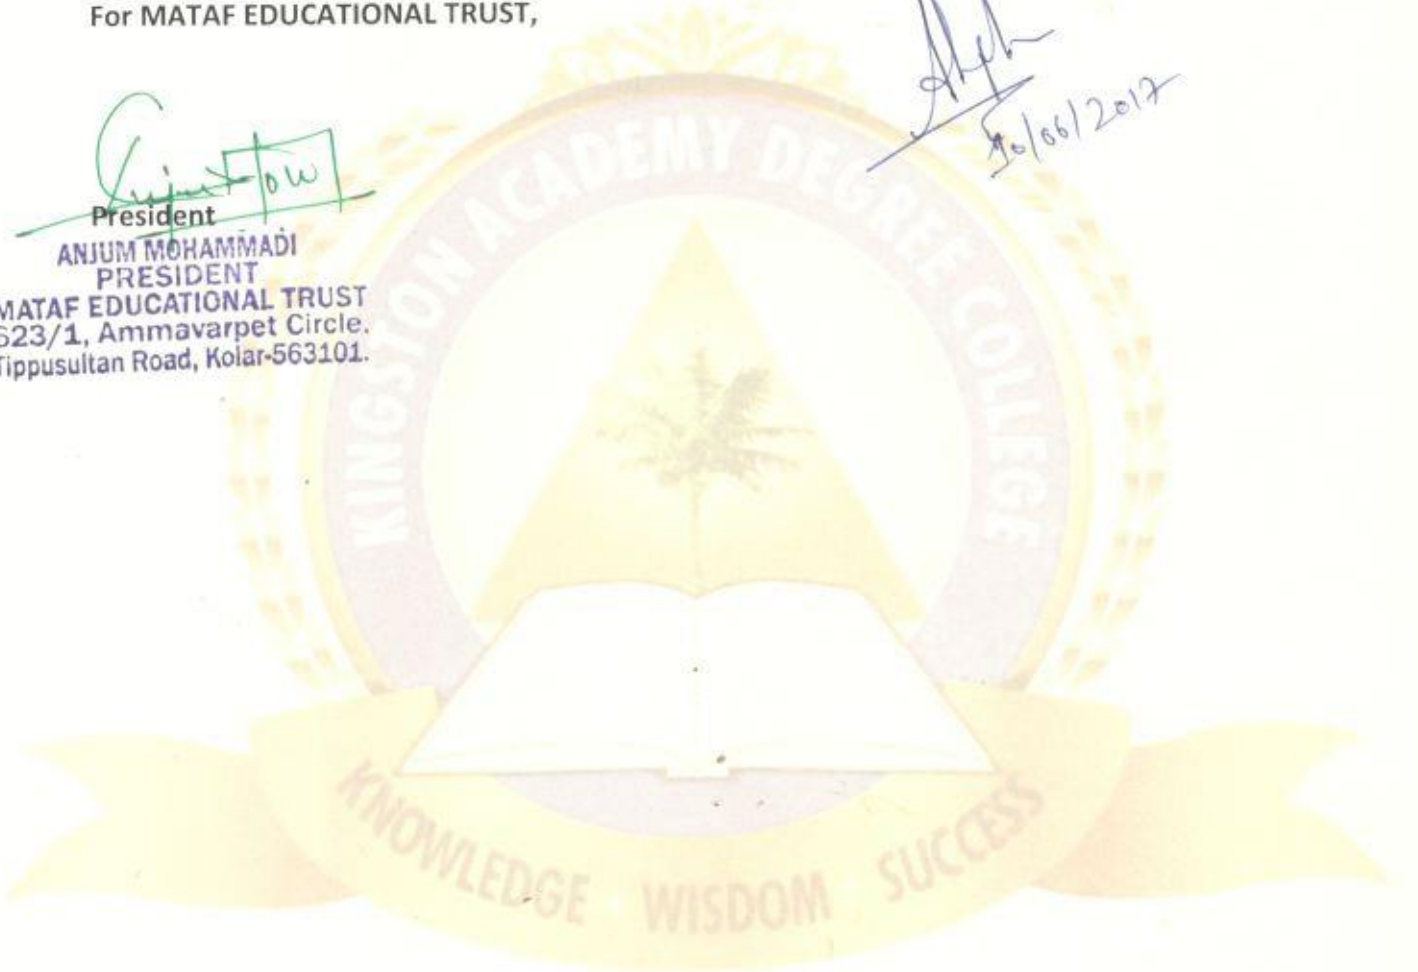 For MATAF EDUCATIONAL TRUST,
President
ANJUM MOHAMMADI
PRESIDENT
MATAF EDUCATIONAL TRUST
623/1, Ammavarpet Circle.
Tippusultan Road, Kolar-563101.
/06/2017
KINGSTON ACADEMY DEGREE COLLEGE
KNOWLEDGE WISDOM SUCCESS